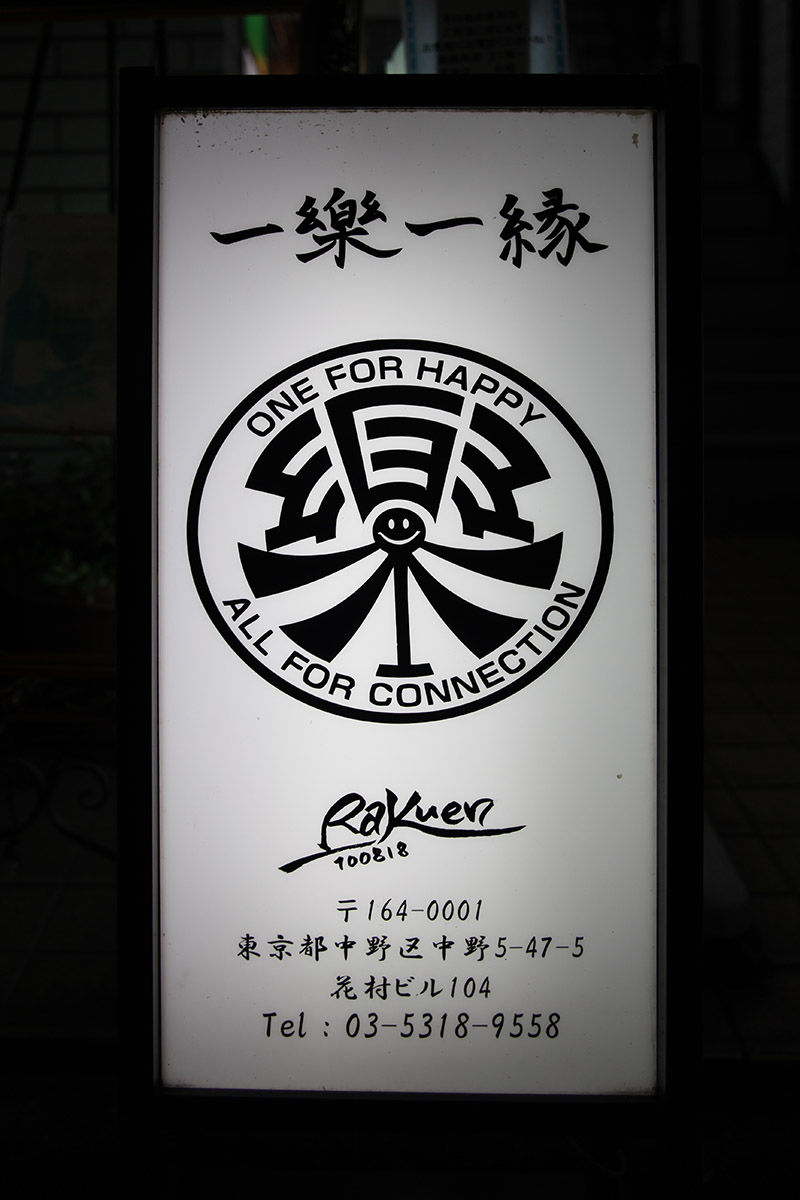 一樂一縁
ONE FOR HAPPY
ALL FOR CONNECTION
Rakuen
100818
〒164-0001
東京都中野区中野5-47-5
花村ビル104
Tel : 03-5318-9558